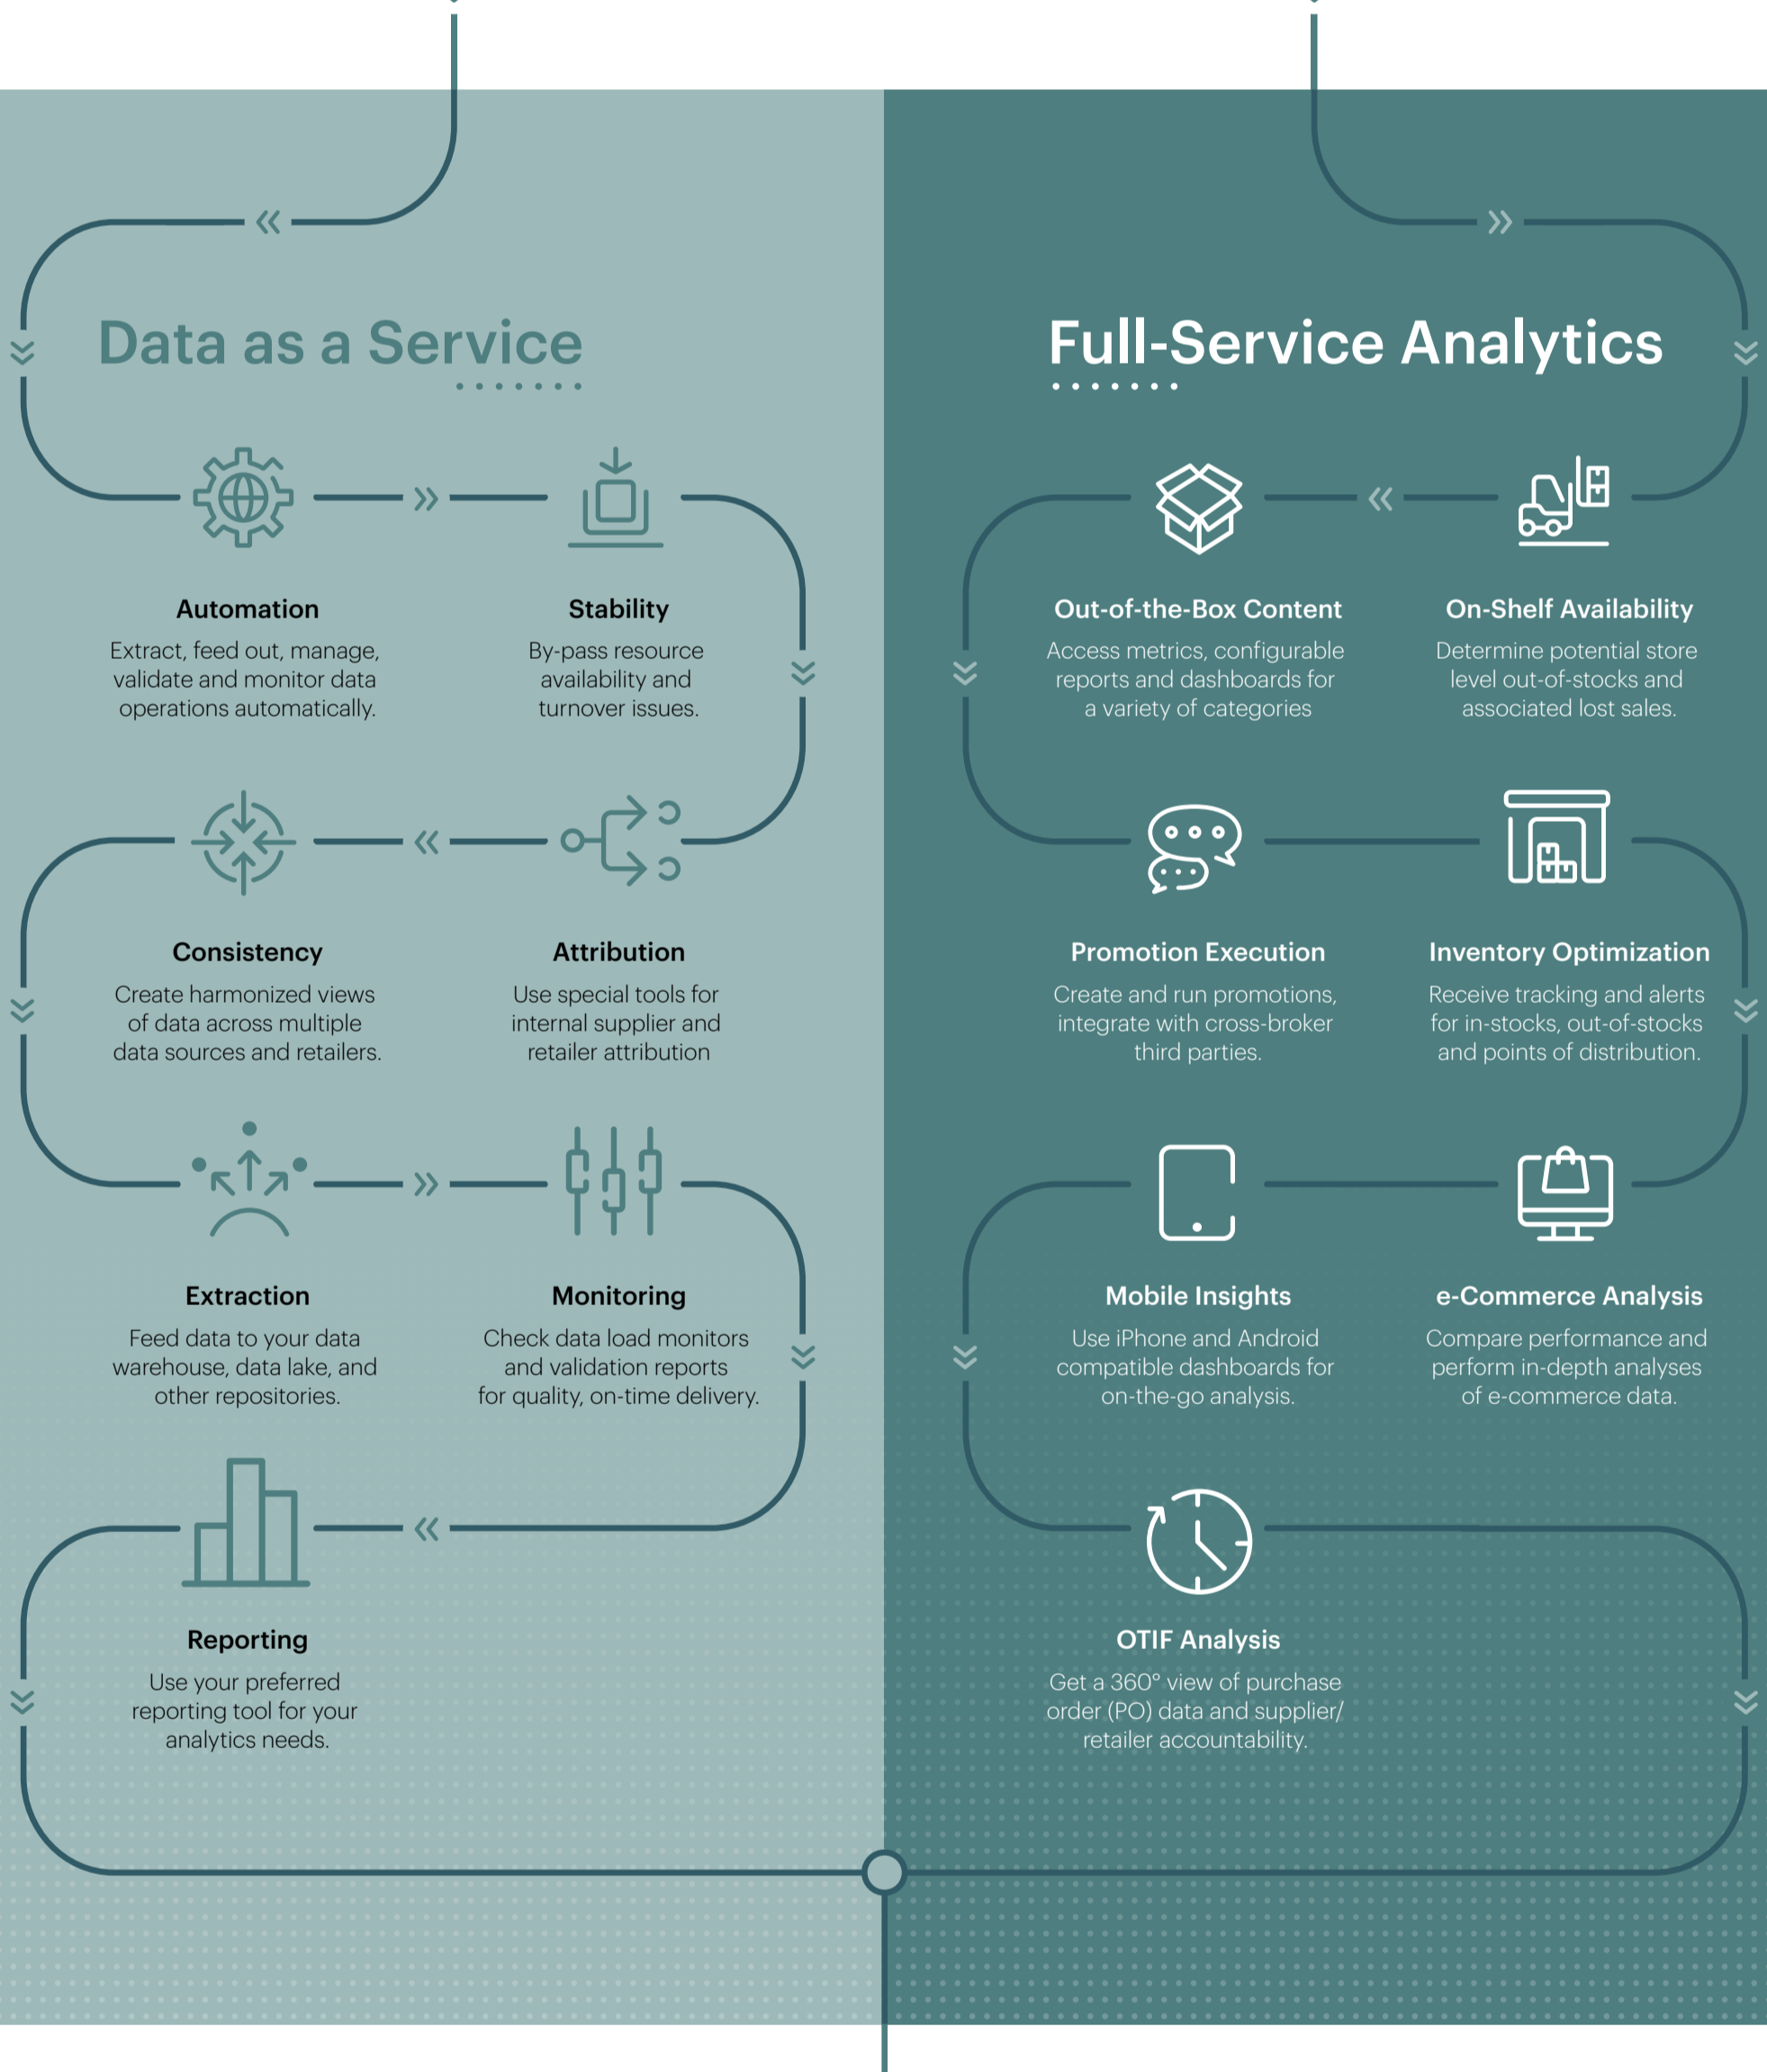 Data as a Service
Automation
Extract, feed out, manage,
validate and monitor data
operations automatically.
Stability
By-pass resource
availability and
turnover issues.
Consistency
Create harmonized views
of data across multiple
data sources and retailers.
Attribution
Use special tools for
internal supplier and
retailer attribution
Extraction
Feed data to your data
warehouse, data lake, and
other repositories.
Monitoring
Check data load monitors
and validation reports
for quality, on-time delivery.
Reporting
Use your preferred
reporting tool for your
analytics needs.
Full-Service Analytics
Out-of-the-Box Content
Access metrics, configurable
reports and dashboards for
a variety of categories
On-Shelf Availability
Determine potential store
level out-of-stocks and
associated lost sales.
Promotion Execution
Create and run promotions,
integrate with cross-broker
third parties.
Inventory Optimization
Receive tracking and alerts
for in-stocks, out-of-stocks
and points of distribution.
Mobile Insights
Use iPhone and Android
compatible dashboards for
on-the-go analysis.
e-Commerce Analysis
Compare performance and
perform in-depth analyses
of e-commerce data.
OTIF Analysis
Get a 360° view of purchase
order (PO) data and supplier/
retailer accountability.